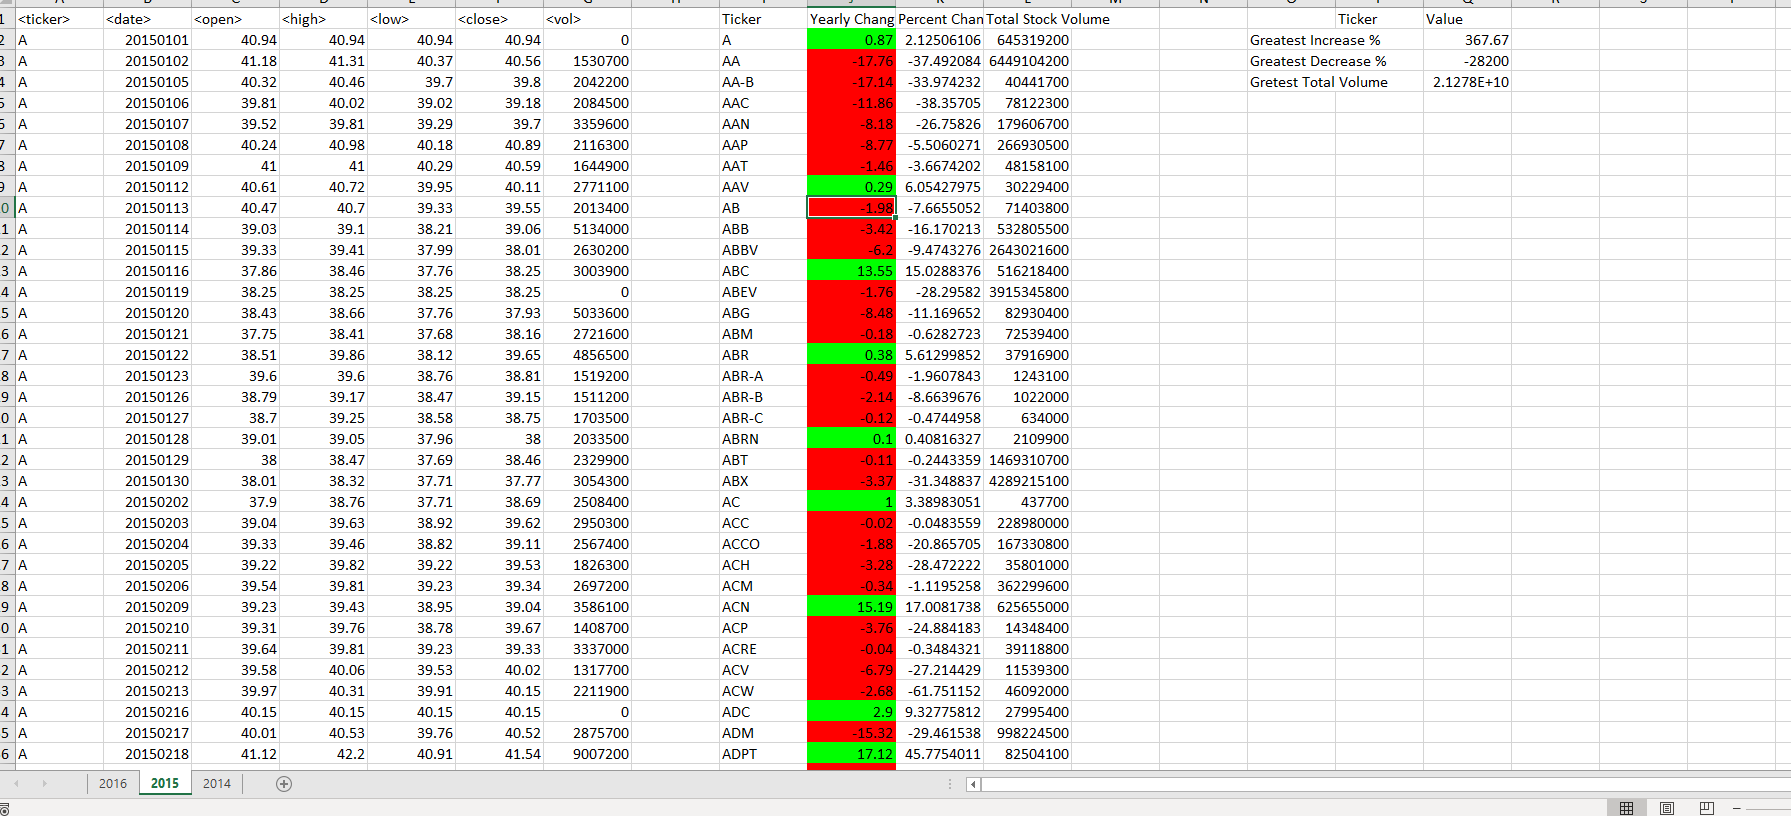 1 <ticker> <date> <open> <high> <low> <close> <vol> Ticker Yearly Chang Percent Chan Total Stock Volume Ticker Value
2 A 20150101 40.94 40.94 40.94 40.94 0 A 0.87 2.12506106 645319200 Greatest Increase % 367.67
3 A 20150102 41.18 41.31 40.37 40.56 1530700 AA -17.76 -37.492084 6449104200 Greatest Decrease % -28200
4 A 20150105 40.32 40.46 39.7 39.8 2042200 AA-B -17.14 -33.974232 40441700 Gretest Total Volume 2.1278E+10
5 A 20150106 39.81 40.02 39.02 39.18 2084500 AAC -11.86 -38.35705 78122300
6 A 20150107 39.52 39.81 39.29 39.7 3359600 AAN -8.18 -26.75826 179606700
7 A 20150108 40.24 40.98 40.18 40.89 2116300 AAP -8.77 -5.5060271 266930500
8 A 20150109 41 41 40.29 40.59 1644900 AAT -1.46 -3.6674202 48158100
9 A 20150112 40.61 40.72 39.95 40.11 2771100 AAV 0.29 6.05427975 30229400
0 A 20150113 40.47 40.7 39.33 39.55 2013400 AB -1.98 -7.6655052 71403800
1 A 20150114 39.03 39.1 38.21 39.06 5134000 ABB -3.42 -16.170213 532805500
2 A 20150115 39.33 39.41 37.99 38.01 2630200 ABBV -6.2 -9.4743276 2643021600
3 A 20150116 37.86 38.46 37.76 38.25 3003900 ABC 13.55 15.0288376 516218400
4 A 20150119 38.25 38.25 38.25 38.25 0 ABEV -1.76 -28.29582 3915345800
5 A 20150120 38.43 38.66 37.76 37.93 5033600 ABG -8.48 -11.169652 82930400
6 A 20150121 37.75 38.41 37.68 38.16 2721600 ABM -0.18 -0.6282723 72539400
7 A 20150122 38.51 39.86 38.12 39.65 4856500 ABR 0.38 5.61299852 37916900
8 A 20150123 39.6 39.6 38.76 38.81 1519200 ABR-A -0.49 -1.9607843 1243100
9 A 20150126 38.79 39.17 38.47 39.15 1511200 ABR-B -2.14 -8.6639676 1022000
0 A 20150127 38.7 39.25 38.58 38.75 1703500 ABR-C -0.12 -0.4744958 634000
1 A 20150128 39.01 39.05 37.96 38 2033500 ABRN 0.1 0.40816327 2109900
2 A 20150129 38 38.47 37.69 38.46 2329900 ABT -0.11 -0.2443359 1469310700
3 A 20150130 38.01 38.32 37.71 37.77 3054300 ABX -3.37 -31.348837 4289215100
4 A 20150202 37.9 38.76 37.71 38.69 2508400 AC 1 3.38983051 437700
5 A 20150203 39.04 39.63 38.92 39.62 2950300 ACC -0.02 -0.0483559 228980000
6 A 20150204 39.33 39.46 38.82 39.11 2567400 ACCO -1.88 -20.865705 167330800
7 A 20150205 39.22 39.82 39.22 39.53 1826300 ACH -3.28 -28.472222 35801000
8 A 20150206 39.54 39.81 39.23 39.34 2697200 ACM -0.34 -1.1195258 362299600
9 A 20150209 39.23 39.43 38.95 39.04 3586100 ACN 15.19 17.0081738 625655000
0 A 20150210 39.31 39.76 38.78 39.67 1408700 ACP -3.76 -24.884183 14348400
1 A 20150211 39.64 39.81 39.23 39.33 3337000 ACRE -0.04 -0.3484321 39118800
2 A 20150212 39.58 40.06 39.53 40.02 1317700 ACV -6.79 -27.214429 11539300
3 A 20150213 39.97 40.31 39.91 40.15 2211900 ACW -2.68 -61.751152 46092000
4 A 20150216 40.15 40.15 40.15 40.15 0 ADC 2.9 9.32775812 27995400
5 A 20150217 40.01 40.53 39.76 40.52 2875700 ADM -15.32 -29.461538 998224500
6 A 20150218 41.12 42.2 40.91 41.54 9007200 ADPT 17.12 45.7754011 82504100
2016 2015 2014